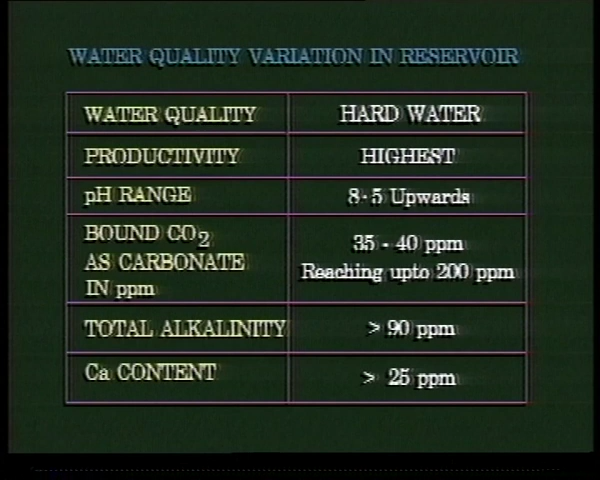 WATER QUALITY VARIATION IN RESERVOIR
WATER QUALITY HARD WATER
PRODUCTIVITY HIGHEST
pH RANGE 8·5 Upwards
BOUND CO2
AS CARBONATE
IN ppm
35 - 40 ppm
Reaching upto 200 ppm
TOTAL ALKALINITY > 90 ppm
Ca CONTENT > 25 ppm